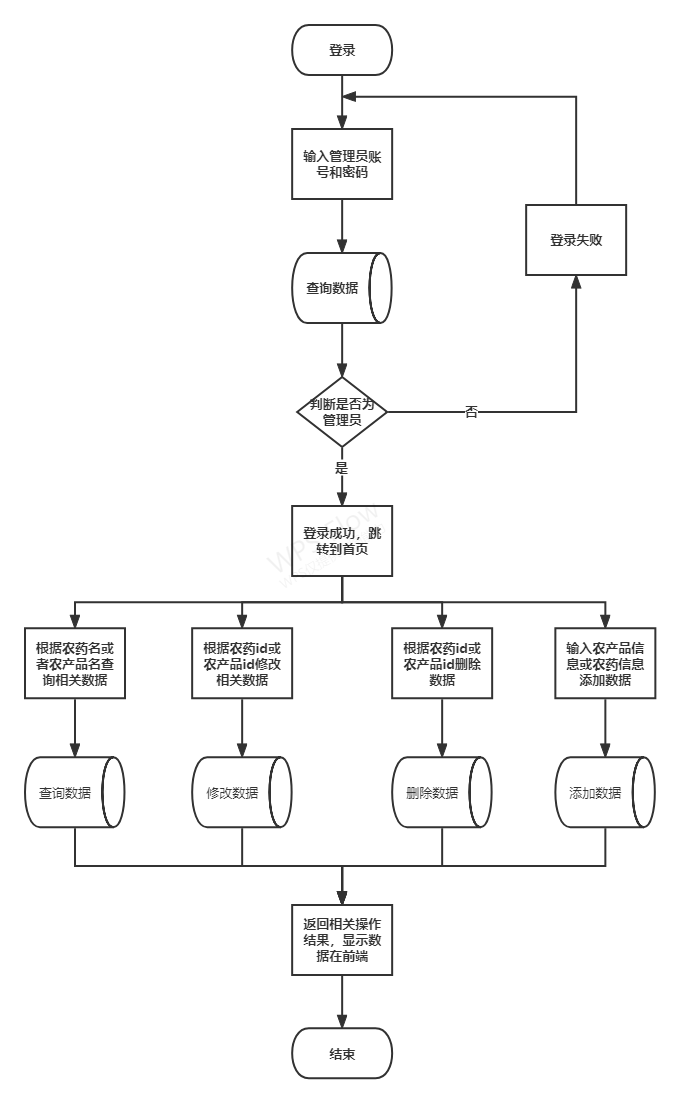 登录
输入管理员账
号和密码
登录失败
查询数据
判断是否为
管理员
否
是
登录成功，跳
转到首页
根据农药名或
者农产品名查
询相关数据
根据农药id或
农产品id修改
相关数据
根据农药id或
农产品id删除
数据
输入农产品信
息或农药信息
添加数据
查询数据
修改数据
删除数据
添加数据
返回相关操作
结果，显示数
据在前端
结束